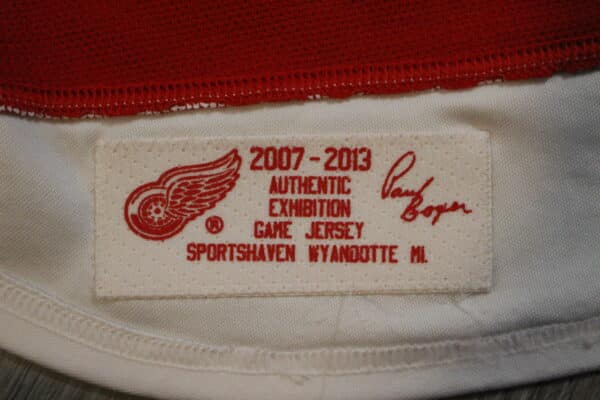 2007 - 2013
AUTHENTIC
EXHIBITION
GAME JERSEY
SPORTSHAVEN WYANDOTTE MI.
Paul Boyer
®